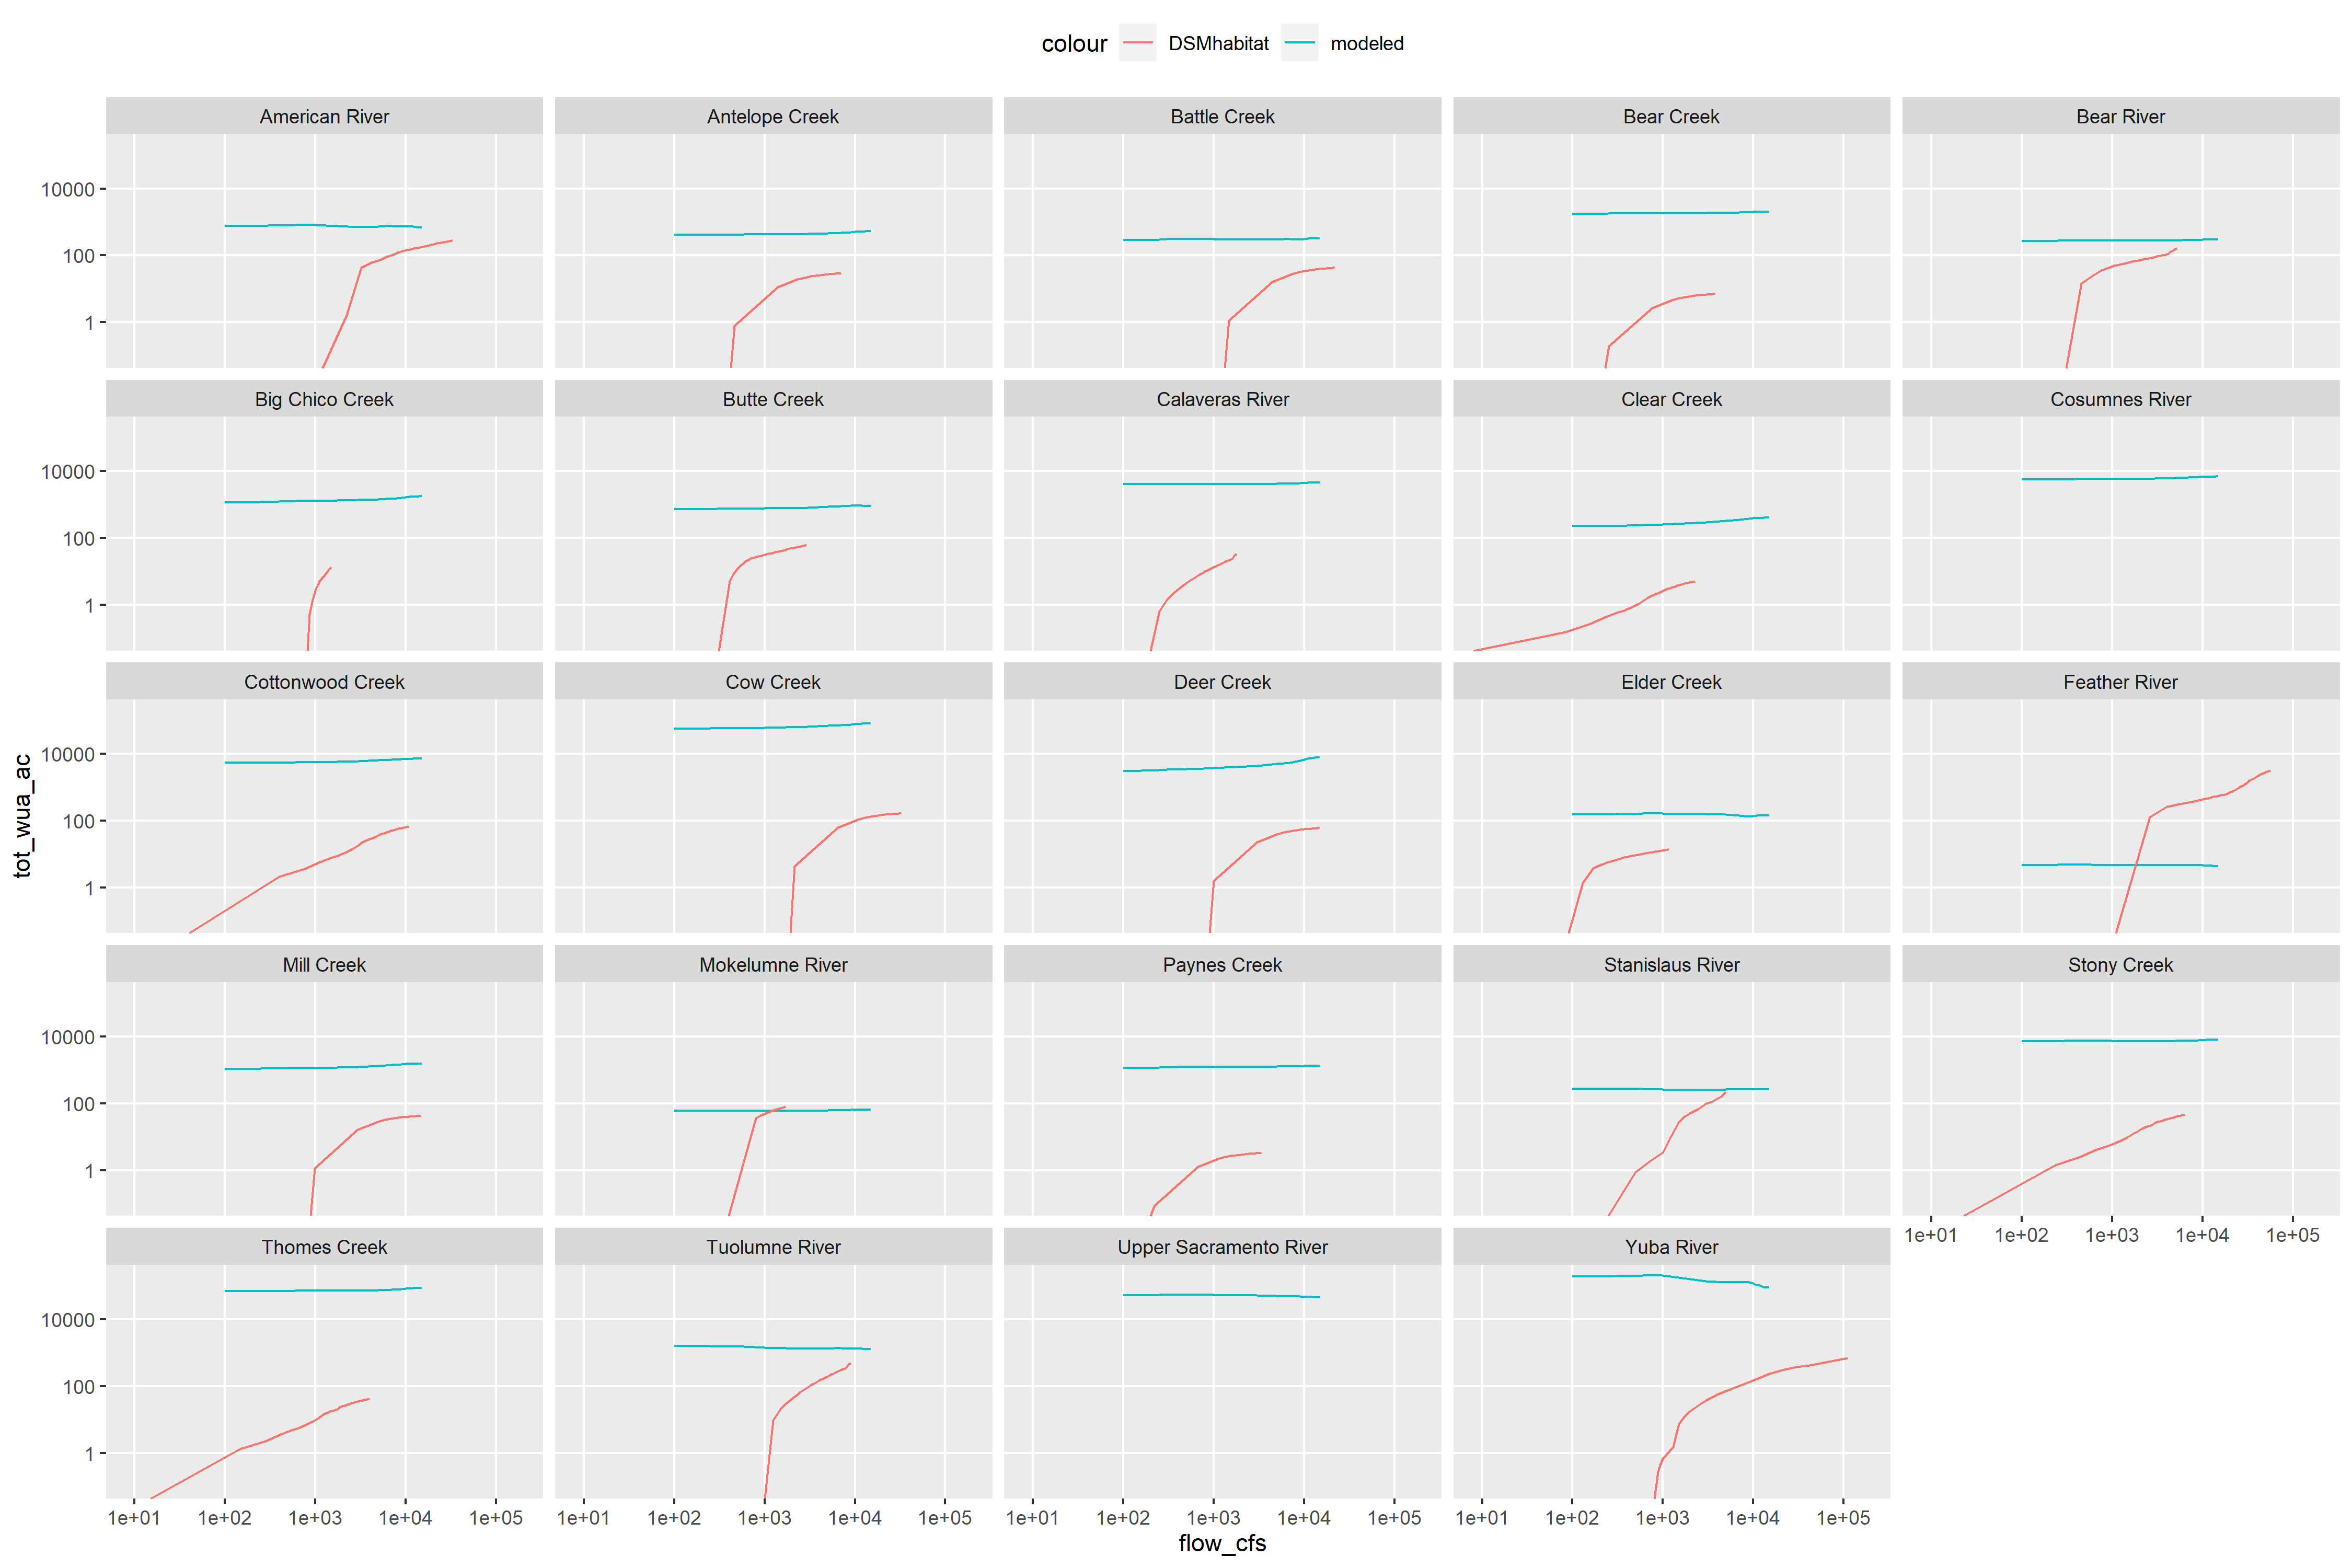 colour DSMhabitat modeled
American River Antelope Creek Battle Creek Bear Creek Bear River
10000
100
1
Big Chico Creek Butte Creek Calaveras River Clear Creek Cosumnes River
10000
100
1
Cottonwood Creek Cow Creek Deer Creek Elder Creek Feather River
10000
100
1
tot_wua_ac
Mill Creek Mokelumne River Paynes Creek Stanislaus River Stony Creek
10000
100
1
1e+01 1e+02 1e+03 1e+04 1e+05
Thomes Creek Tuolumne River Upper Sacramento River Yuba River
10000
100
1
1e+01 1e+02 1e+03 1e+04 1e+05 1e+01 1e+02 1e+03 1e+04 1e+05 1e+01 1e+02 1e+03 1e+04 1e+05 1e+01 1e+02 1e+03 1e+04 1e+05
flow_cfs